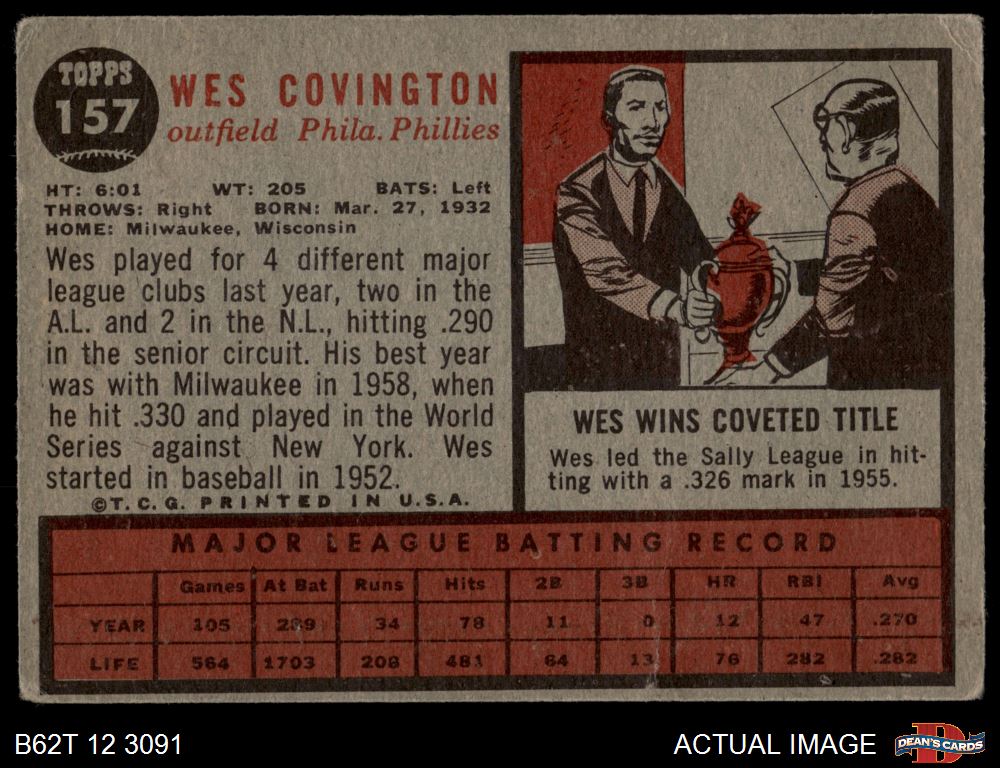 TOPPS
157
WES COVINGTON
outfield Phila. Phillies
HT: 6:01 WT: 205 BATS: Left
THROWS: Right BORN: Mar. 27, 1932
HOME: Milwaukee, Wisconsin
Wes played for 4 different major
league clubs last year, two in the
A.L. and 2 in the N.L., hitting .290
in the senior circuit. His best year
was with Milwaukee in 1958, when
he hit .330 and played in the World
Series against New York. Wes
started in baseball in 1952.
©T.C.G. PRINTED IN U.S.A.
WES WINS COVETED TITLE
Wes led the Sally League in hit-
ting with a .326 mark in 1955.
MAJOR LEAGUE BATTING RECORD
Games At Bat Runs Hits 2B 3B HR RBI Avg
YEAR 105 289 34 78 11 0 12 47 .270
LIFE 564 1703 208 481 64 13 76 282 .282
B62T 12 3091
ACTUAL IMAGE
D
DEAN'S CARDS